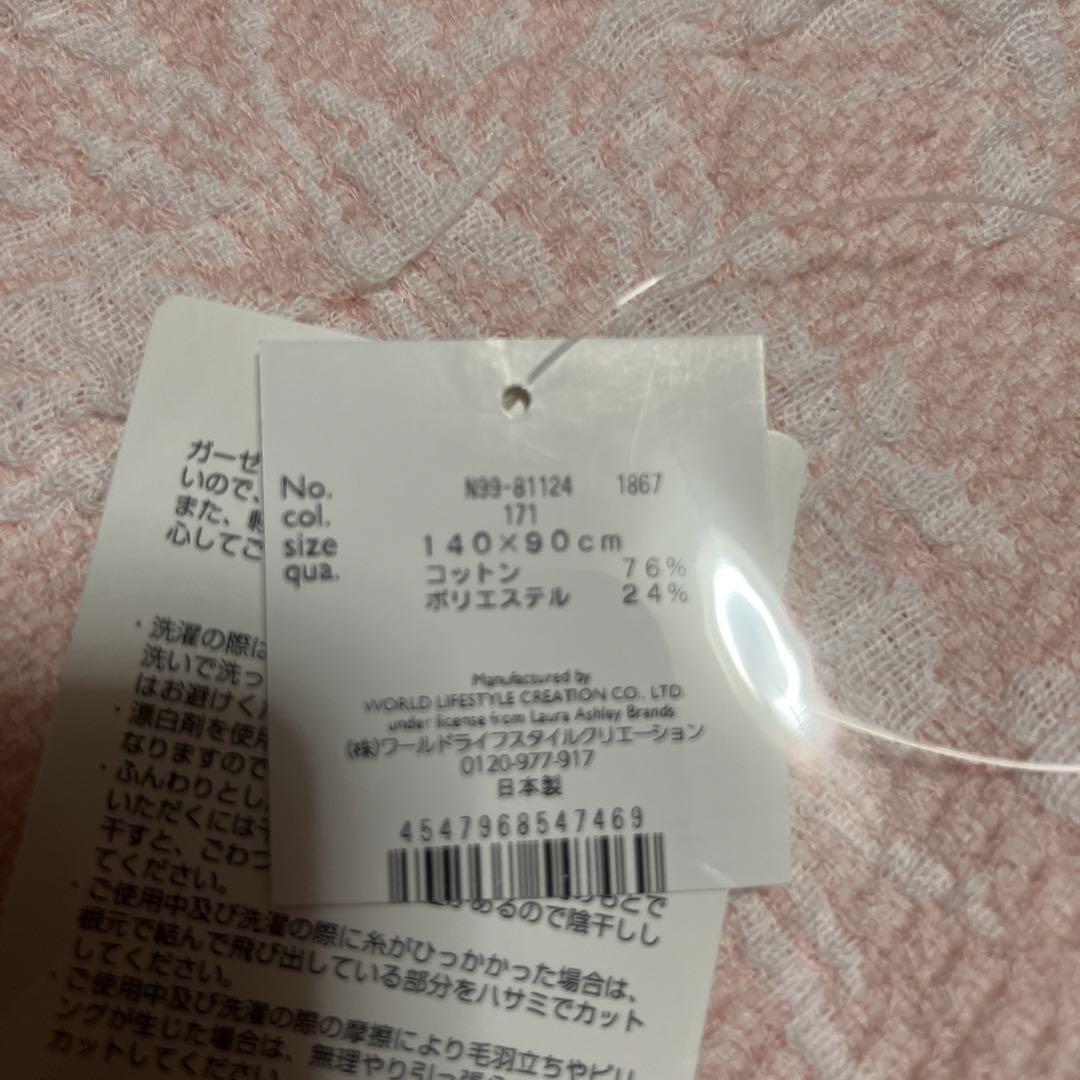 No. N99-81124 1867
col. 171
size 140×90cm
qua. コットン 76%
ポリエステル 24%
Manufactured by
WORLD LIFESTYLE CREATION CO., LTD.
under license from Laura Ashley Brands
(株)ワールドライフスタイルクリエーション
0120-977-917
日本製
4547968547469
ガーゼ
いので、
また、軽
心してご
・洗濯の際に
洗いで洗っ
はお避けくだ
・漂白剤を使用
なりますので
・ふんわりとし
いただくには
干すと、ごわつ
てください。
があるので陰干しし
・ご使用中及び洗濯の際に糸がひっかかった場合は、
根元で結んで飛び出している部分をハサミでカット
してください。
・ご使用中及び洗濯の際の摩擦により毛羽立ちやピリ
ングが生じた場合は、無理やり引っ張
カットしてください